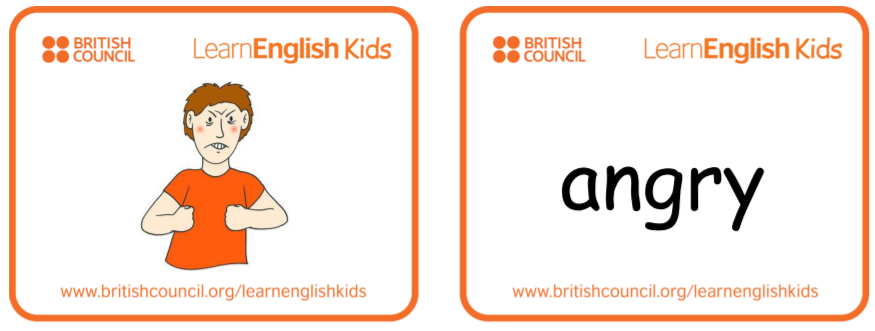 BRITISH
COUNCIL
LearnEnglish Kids
www.britishcouncil.org/learnenglishkids
BRITISH
COUNCIL
LearnEnglish Kids
angry
www.britishcouncil.org/learnenglishkids